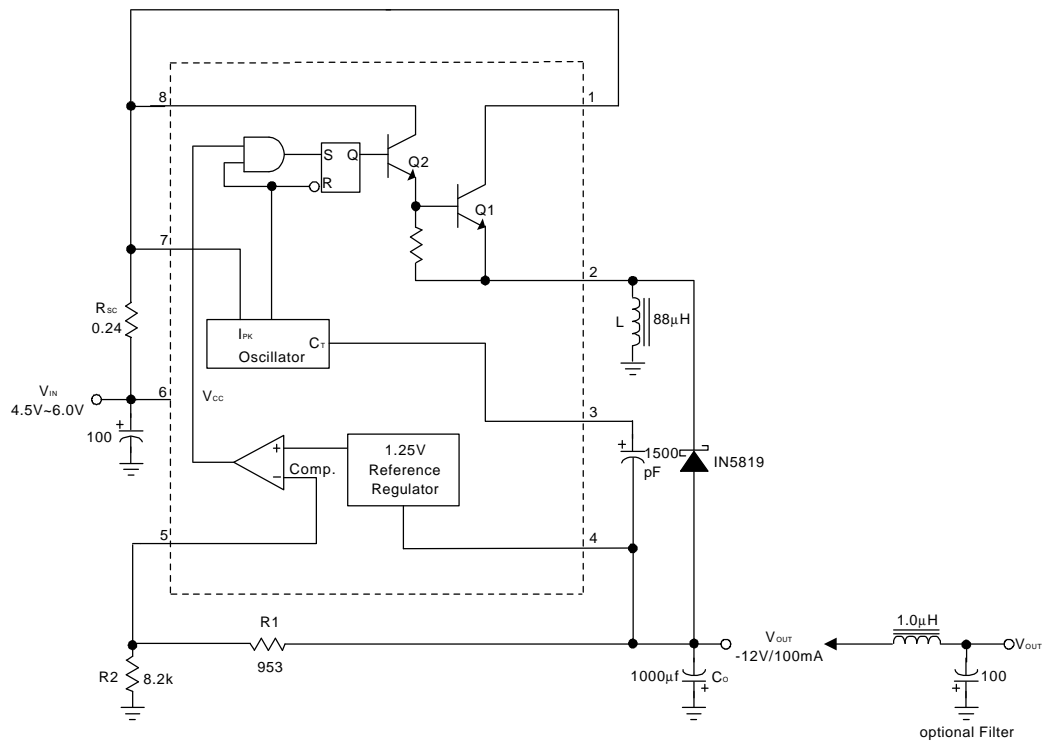 8
1
S Q
R
Q2
Q1
7
2
RSC
0.24
L
88μH
IPK
CT
Oscillator
VIN
4.5V~6.0V
6
VCC
3
100
+
+
1500
pF
IN5819
+
−
Comp.
1.25V
Reference
Regulator
5
4
R1
953
R2
8.2k
VOUT
-12V/100mA
1.0μH
VOUT
1000μf
+
CO
100
+
optional Filter